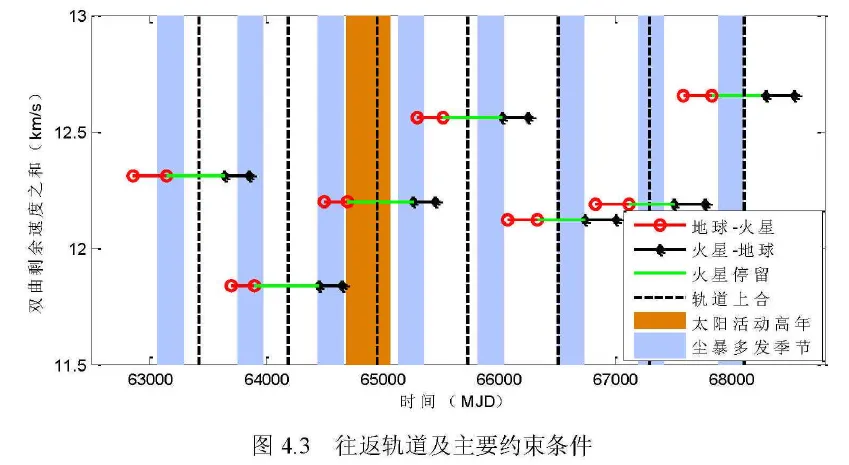 双曲剩余速度之和（km/s）
13
12.5
12
11.5
63000 64000 65000 66000 67000 68000
时间（MJD）
地球-火星
火星-地球
火星停留
轨道上合
太阳活动高年
尘暴多发季节
图 4.3 往返轨道及主要约束条件